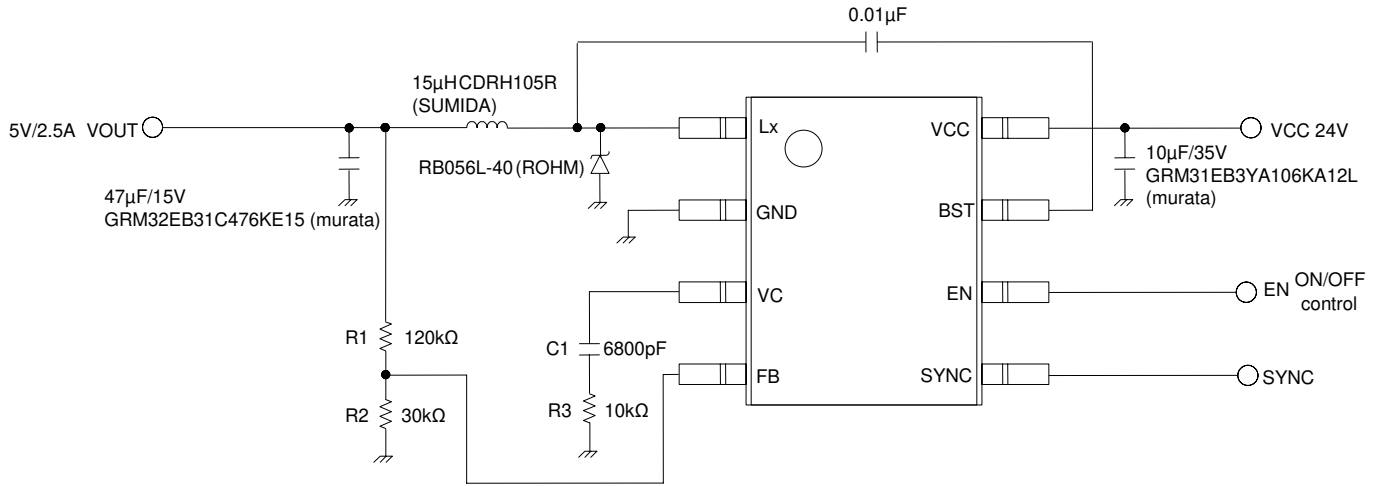 0.01µF
15µHCDRH105R
(SUMIDA)
5V/2.5A VOUT
Lx
VCC
VCC 24V
RB056L-40 (ROHM)
10µF/35V
GRM31EB3YA106KA12L
(murata)
47µF/15V
GRM32EB31C476KE15 (murata)
GND
BST
VC
EN
EN ON/OFF
control
R1 120kΩ
C1 6800pF
FB
SYNC
SYNC
R2 30kΩ
R3 10kΩ